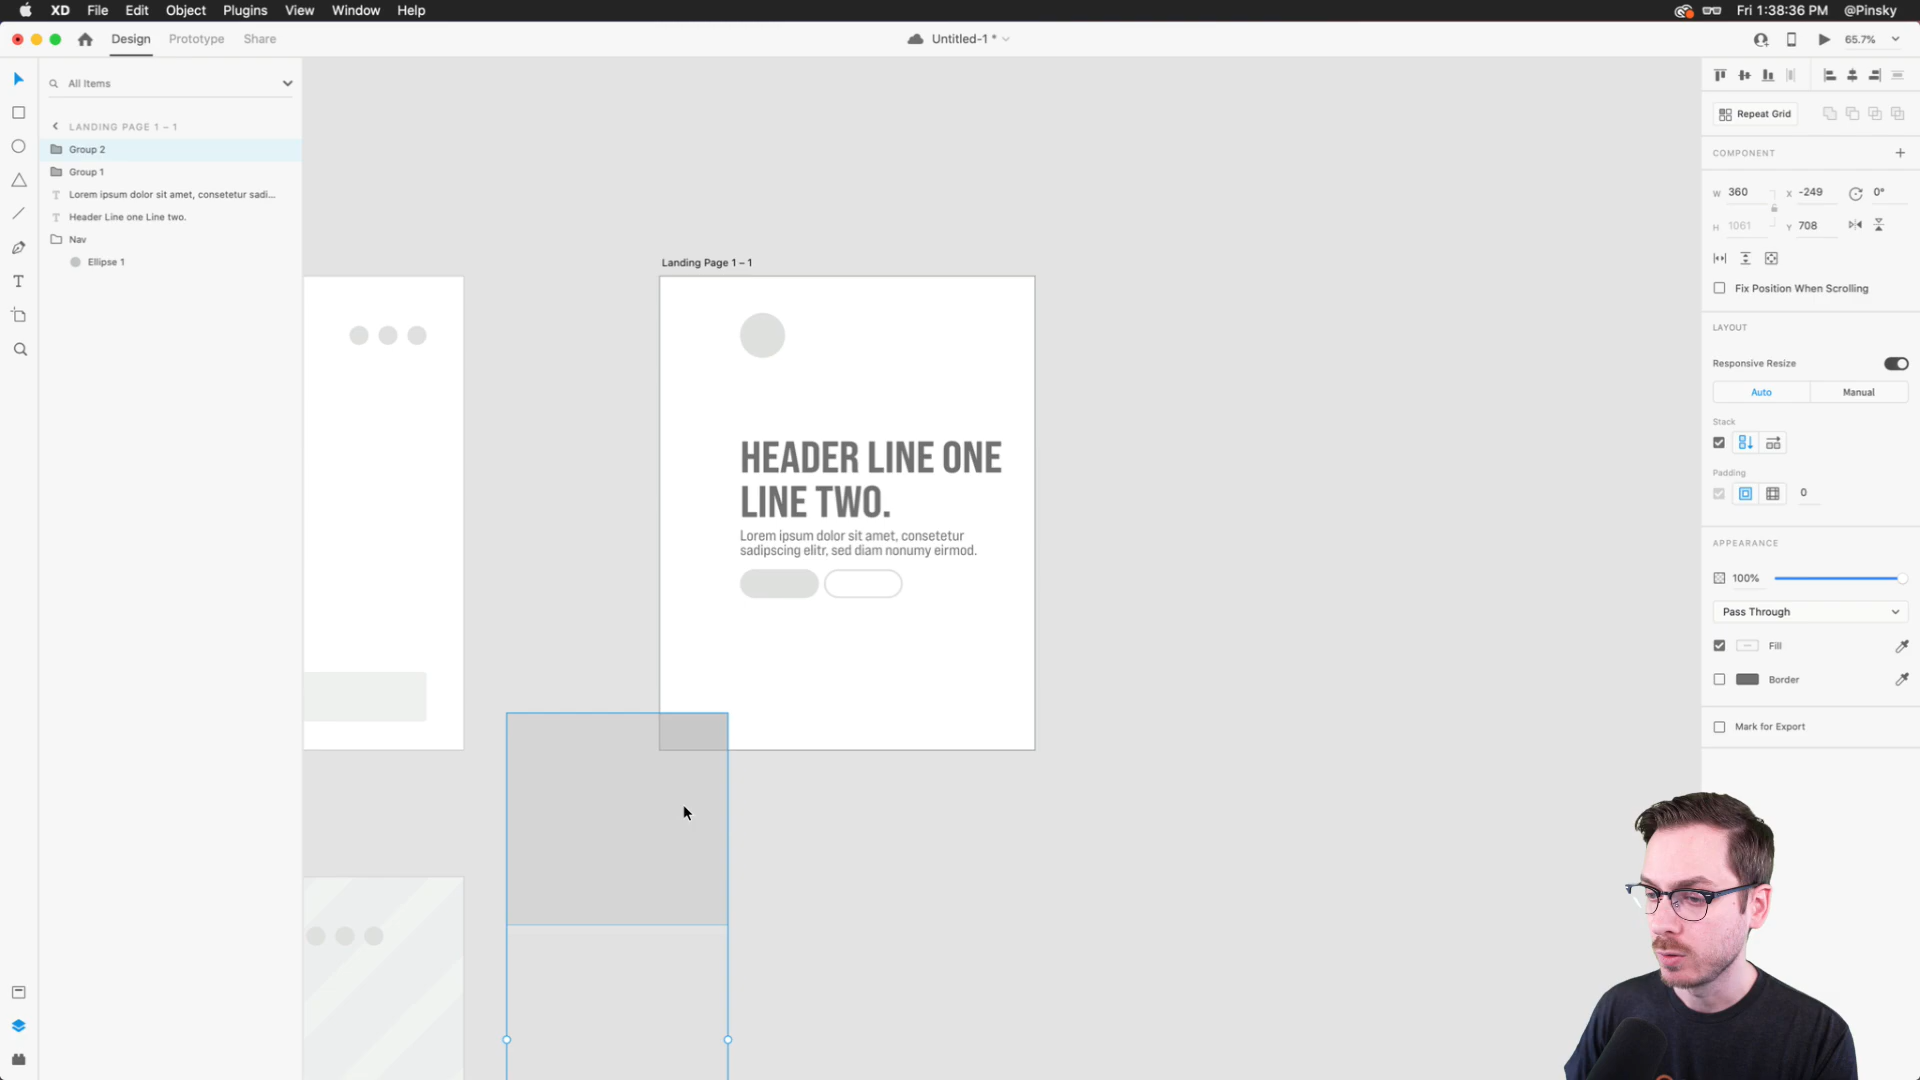 XD File Edit Object Plugins View Window Help
Fri 1:38:36 PM @Pinsky
Design Prototype Share
Untitled-1 *
65.7%
All Items
LANDING PAGE 1 – 1
Group 2
Group 1
Lorem ipsum dolor sit amet, consetetur sadi...
Header Line one Line two.
Nav
Ellipse 1
Landing Page 1 – 1
HEADER LINE ONE
LINE TWO.
Lorem ipsum dolor sit amet, consetetur
sadipscing elitr, sed diam nonumy eirmod.
Repeat Grid
COMPONENT
W 360 X -249 0°
H 1061 Y 708
Fix Position When Scrolling
LAYOUT
Responsive Resize
Auto Manual
Stack
Padding
0
APPEARANCE
100%
Pass Through
Fill
Border
Mark for Export